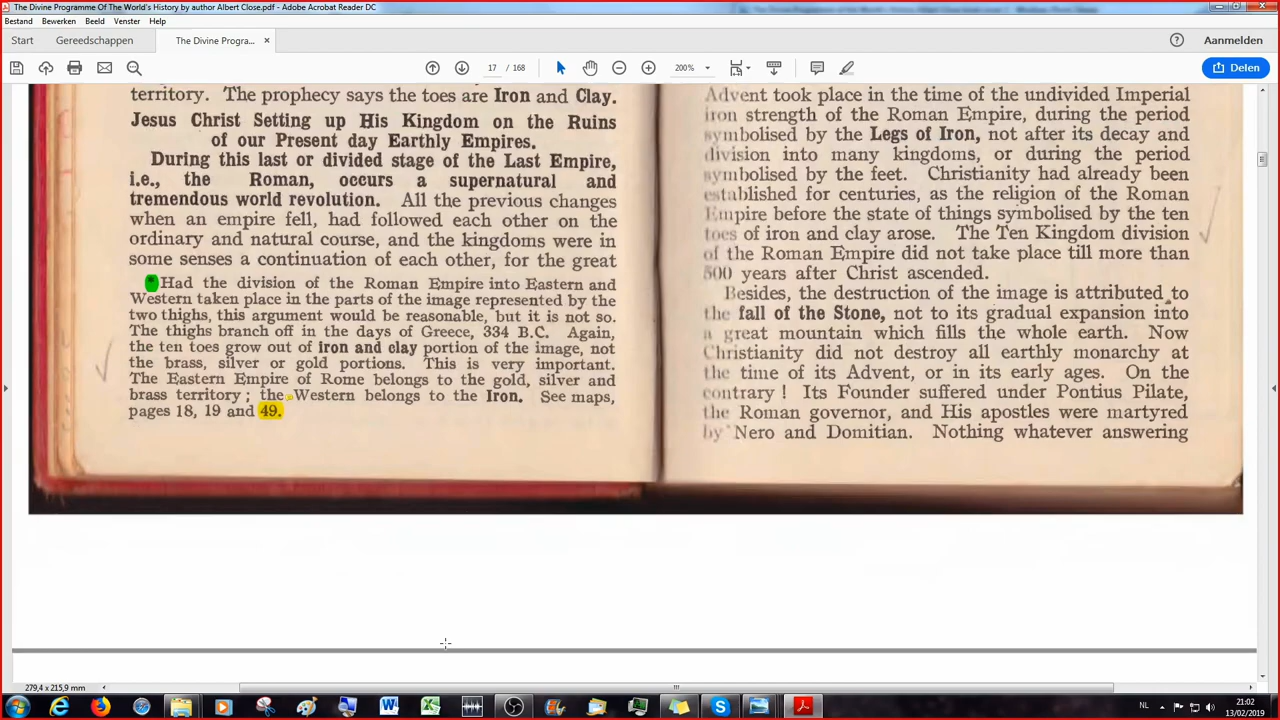 The Divine Programme Of The World's History by author Albert Close.pdf - Adobe Acrobat Reader DC
Bestand Bewerken Beeld Venster Help
Start Gereedschappen The Divine Progra... × Aanmelden
17 / 168 200% Delen
territory. The prophecy says the toes are Iron and Clay.
Jesus Christ Setting up His Kingdom on the Ruins
of our Present day Earthly Empires.
During this last or divided stage of the Last Empire,
i.e., the Roman, occurs a supernatural and
tremendous world revolution. All the previous changes
when an empire fell, had followed each other on the
ordinary and natural course, and the kingdoms were in
some senses a continuation of each other, for the great
*Had the division of the Roman Empire into Eastern and
Western taken place in the parts of the image represented by the
two thighs, this argument would be reasonable, but it is not so.
The thighs branch off in the days of Greece, 334 B.C. Again,
the ten toes grow out of iron and clay portion of the image, not
the brass, silver or gold portions. This is very important.
The Eastern Empire of Rome belongs to the gold, silver and
brass territory; the Western belongs to the Iron. See maps,
pages 18, 19 and 49.
Advent took place in the time of the undivided Imperial
iron strength of the Roman Empire, during the period
symbolised by the Legs of Iron, not after its decay and
division into many kingdoms, or during the period
symbolised by the feet. Christianity had already been
established for centuries, as the religion of the Roman
Empire before the state of things symbolised by the ten
toes of iron and clay arose. The Ten Kingdom division
of the Roman Empire did not take place till more than
500 years after Christ ascended.
Besides, the destruction of the image is attributed to
the fall of the Stone, not to its gradual expansion into
a great mountain which fills the whole earth. Now
Christianity did not destroy all earthly monarchy at
the time of its Advent, or in its early ages. On the
contrary! Its Founder suffered under Pontius Pilate,
the Roman governor, and His apostles were martyred
by Nero and Domitian. Nothing whatever answering
279,4 x 215,9 mm
NL 21:02
13/02/2019